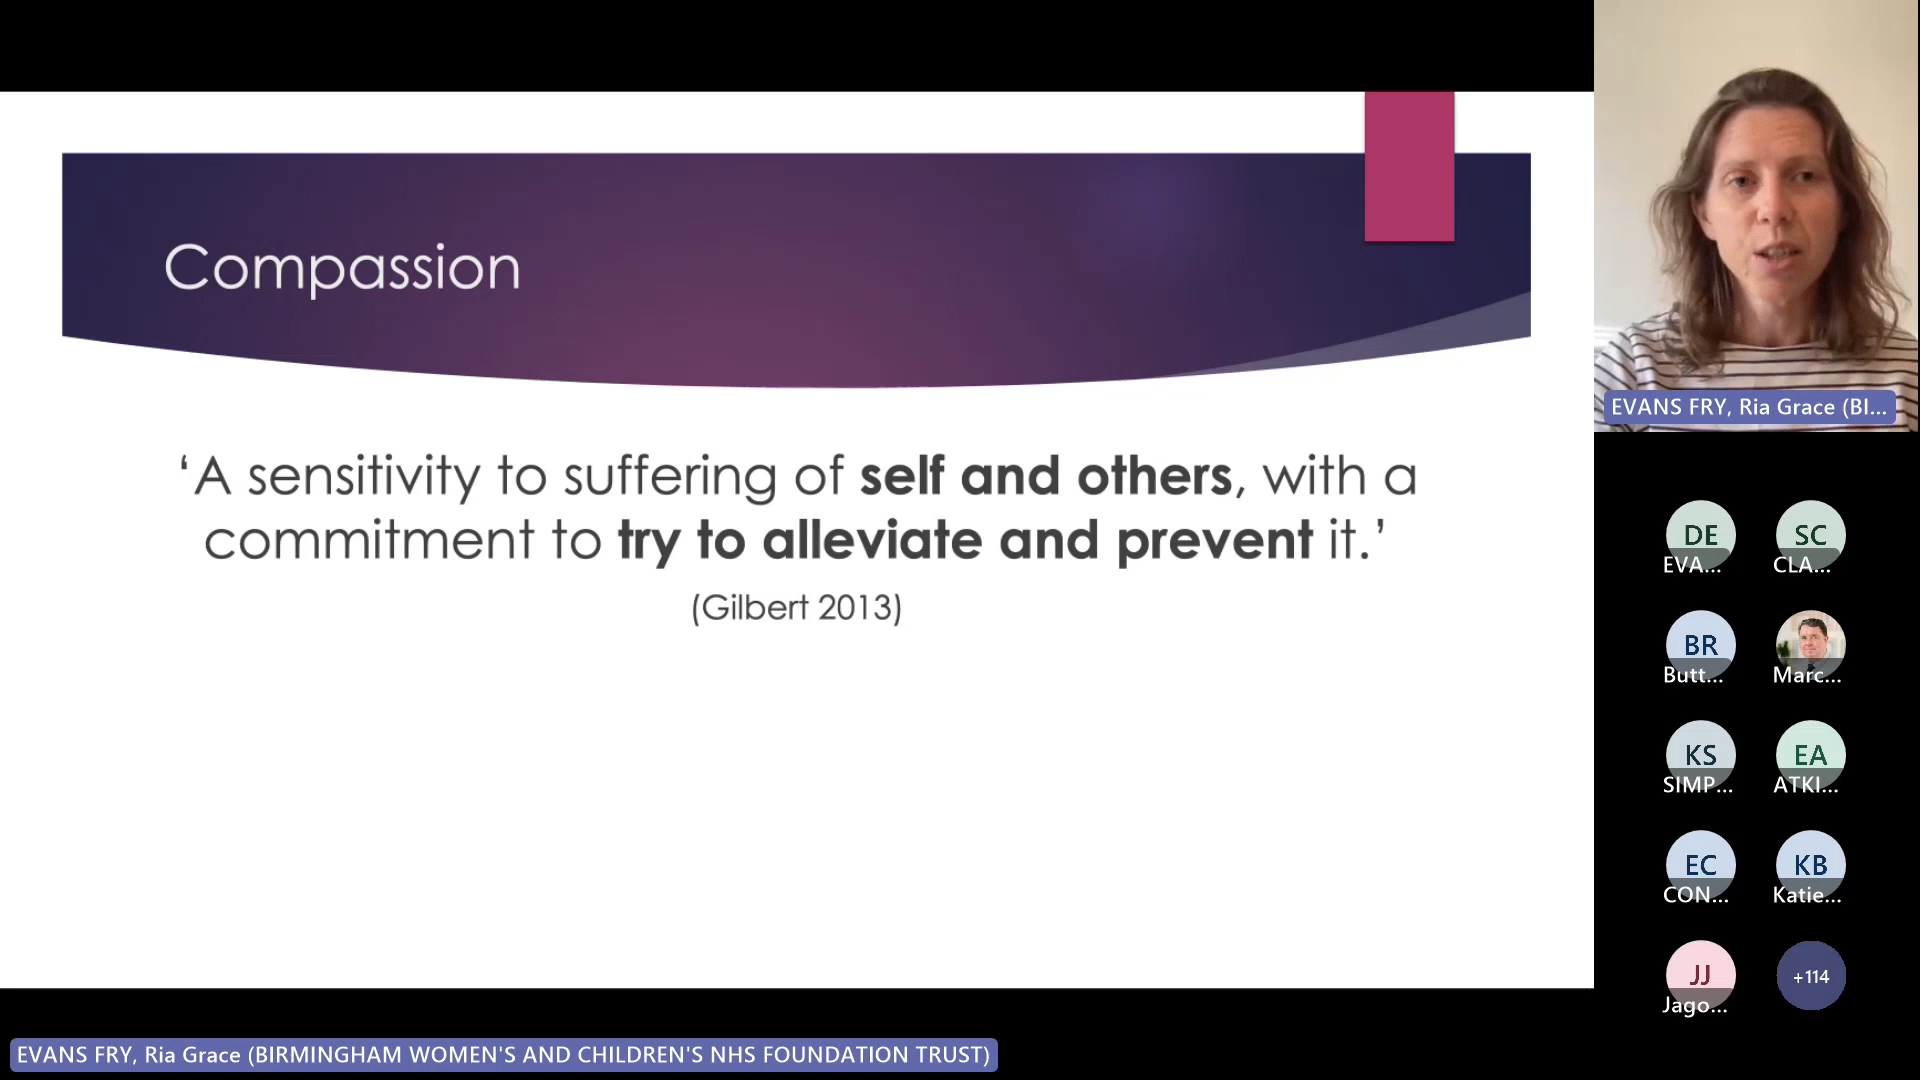 Compassion
‘A sensitivity to suffering of self and others, with a
commitment to try to alleviate and prevent it.’
(Gilbert 2013)
EVANS FRY, Ria Grace (BI...
DE
EVA...
SC
CLA...
BR
Butt...
Marc...
KS
SIMP...
EA
ATKI...
EC
CON...
KB
Katie...
JJ
Jago...
+114
EVANS FRY, Ria Grace (BIRMINGHAM WOMEN'S AND CHILDREN'S NHS FOUNDATION TRUST)